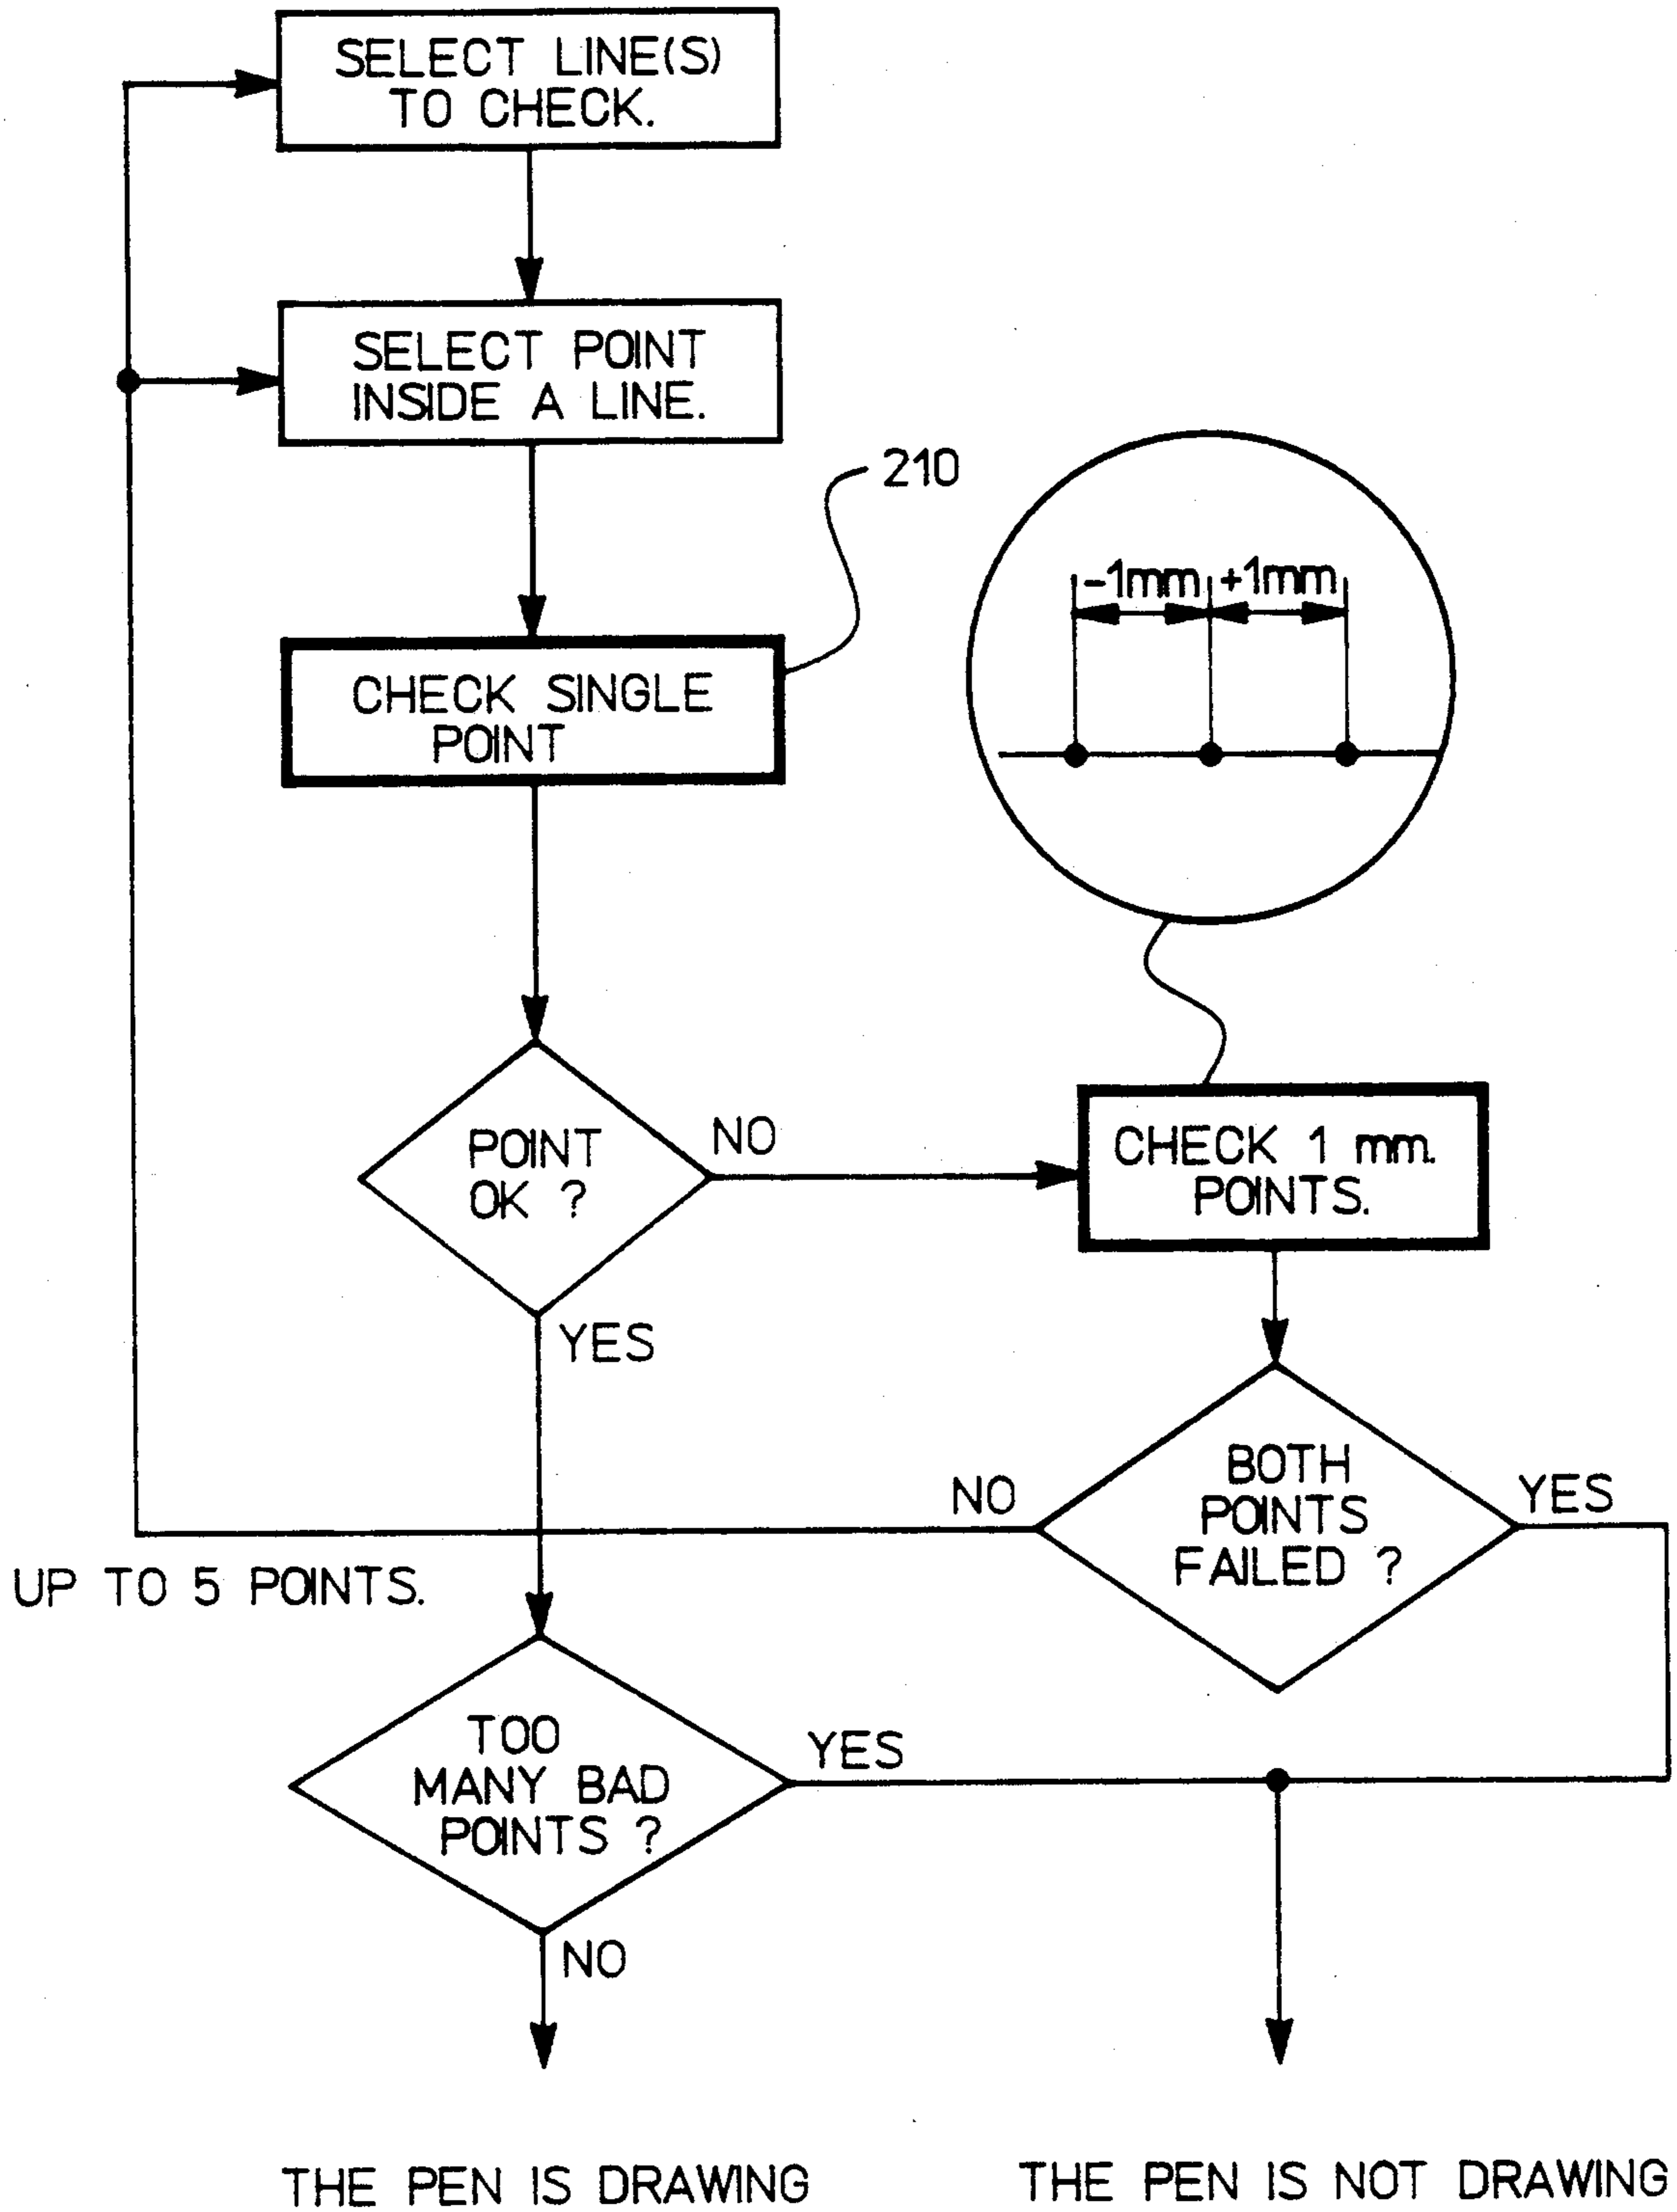 SELECT LINE(S)
TO CHECK.
SELECT POINT
INSIDE A LINE.
210
-1mm +1mm
CHECK SINGLE
POINT
POINT
OK ?
NO
CHECK 1 mm.
POINTS.
YES
BOTH
POINTS
FAILED ?
NO
YES
UP TO 5 POINTS.
TOO
MANY BAD
POINTS ?
YES
NO
THE PEN IS DRAWING
THE PEN IS NOT DRAWING